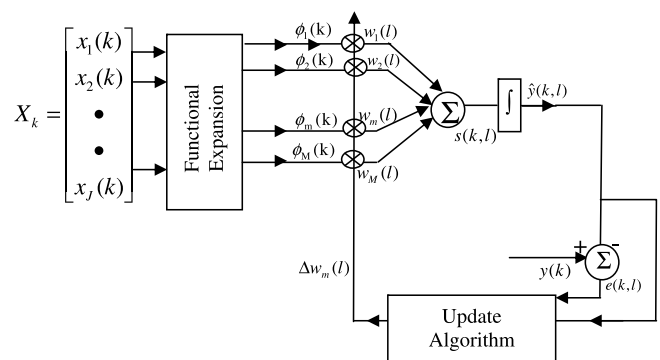 X_k =
x_1(k)
x_2(k)
•
•
x_J(k)
Functional
Expansion
ϕ_1(k)
ϕ_2(k)
ϕ_m(k)
ϕ_M(k)
w_1(l)
w_2(l)
w_m(l)
w_M(l)
Σ
s(k,l)
∫
ŷ(k,l)
+
-
Σ
y(k)
e(k,l)
Δw_m(l)
Update
Algorithm